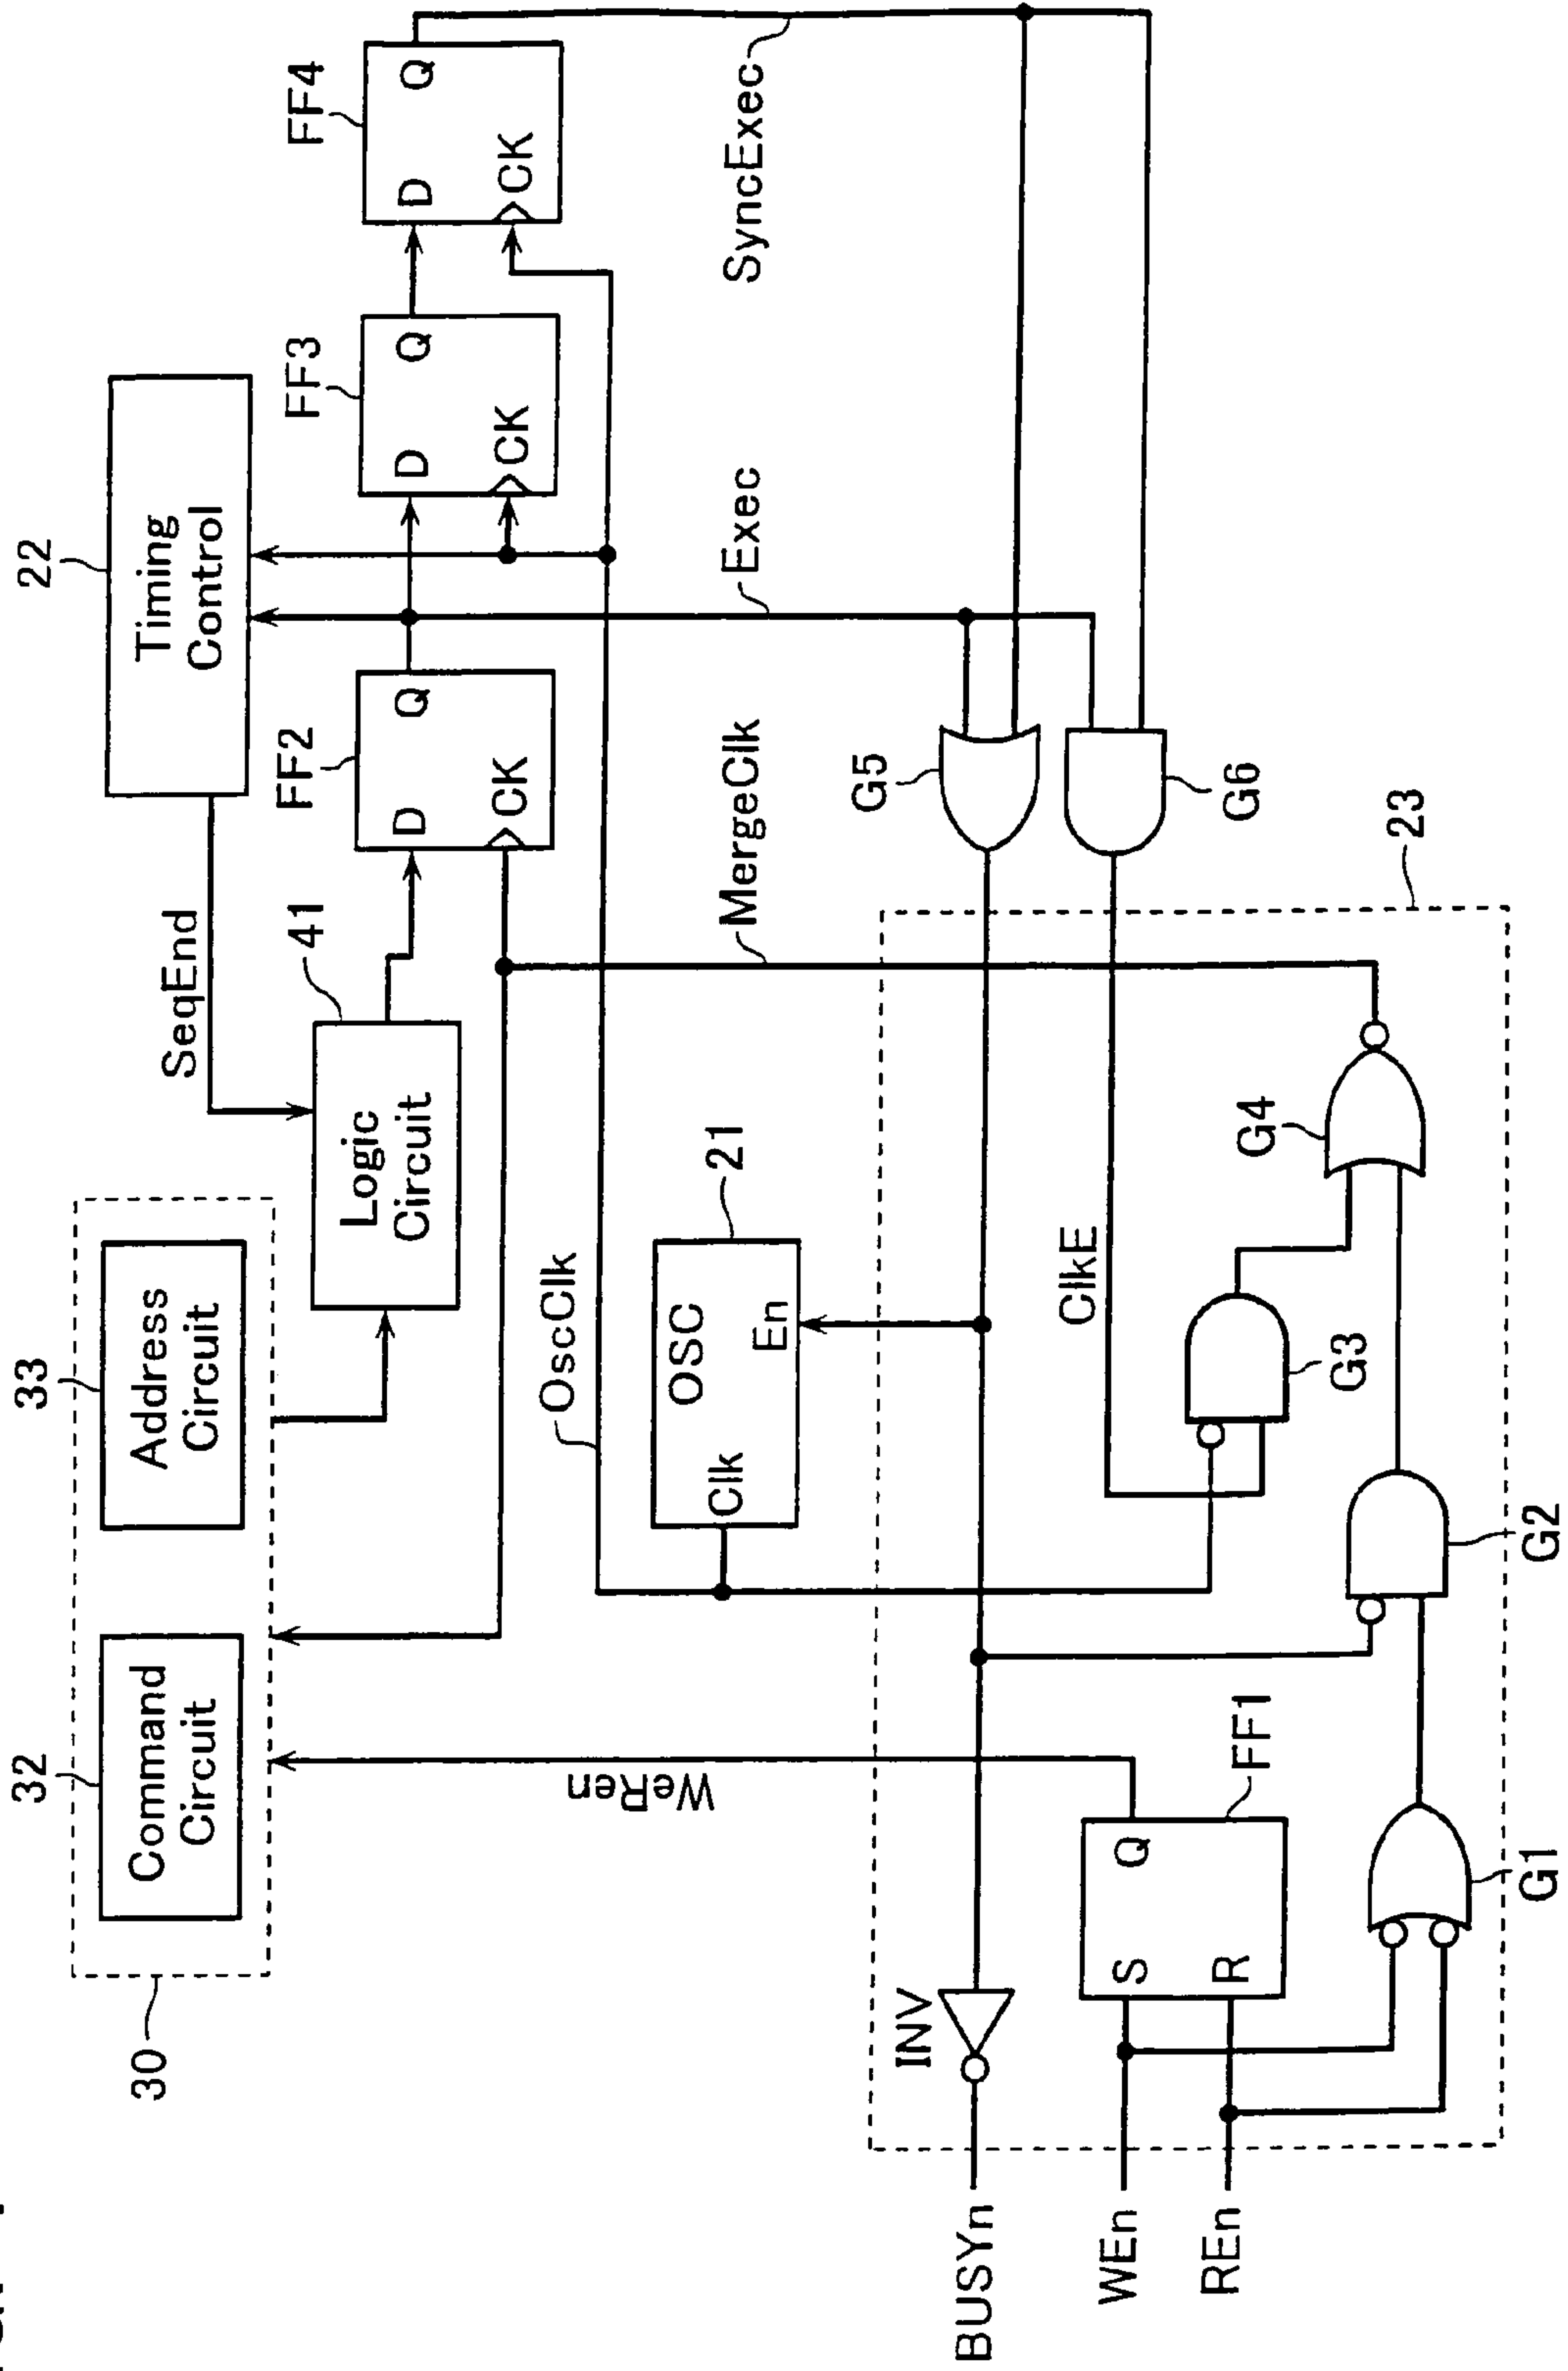 30
32
Command
Circuit
33
Address
Circuit
SeqEnd
22
Timing
Control
41
Logic
Circuit
FF2
D
Q
CK
FF3
D
Q
CK
FF4
D
Q
CK
OscClk
21
OSC
Clk
En
MergeClk
Exec
SyncExec
WeRen
INV
BUSYn
WEn
REn
S
R
Q
FF1
ClkE
G1
G2
G3
G4
G5
G6
23